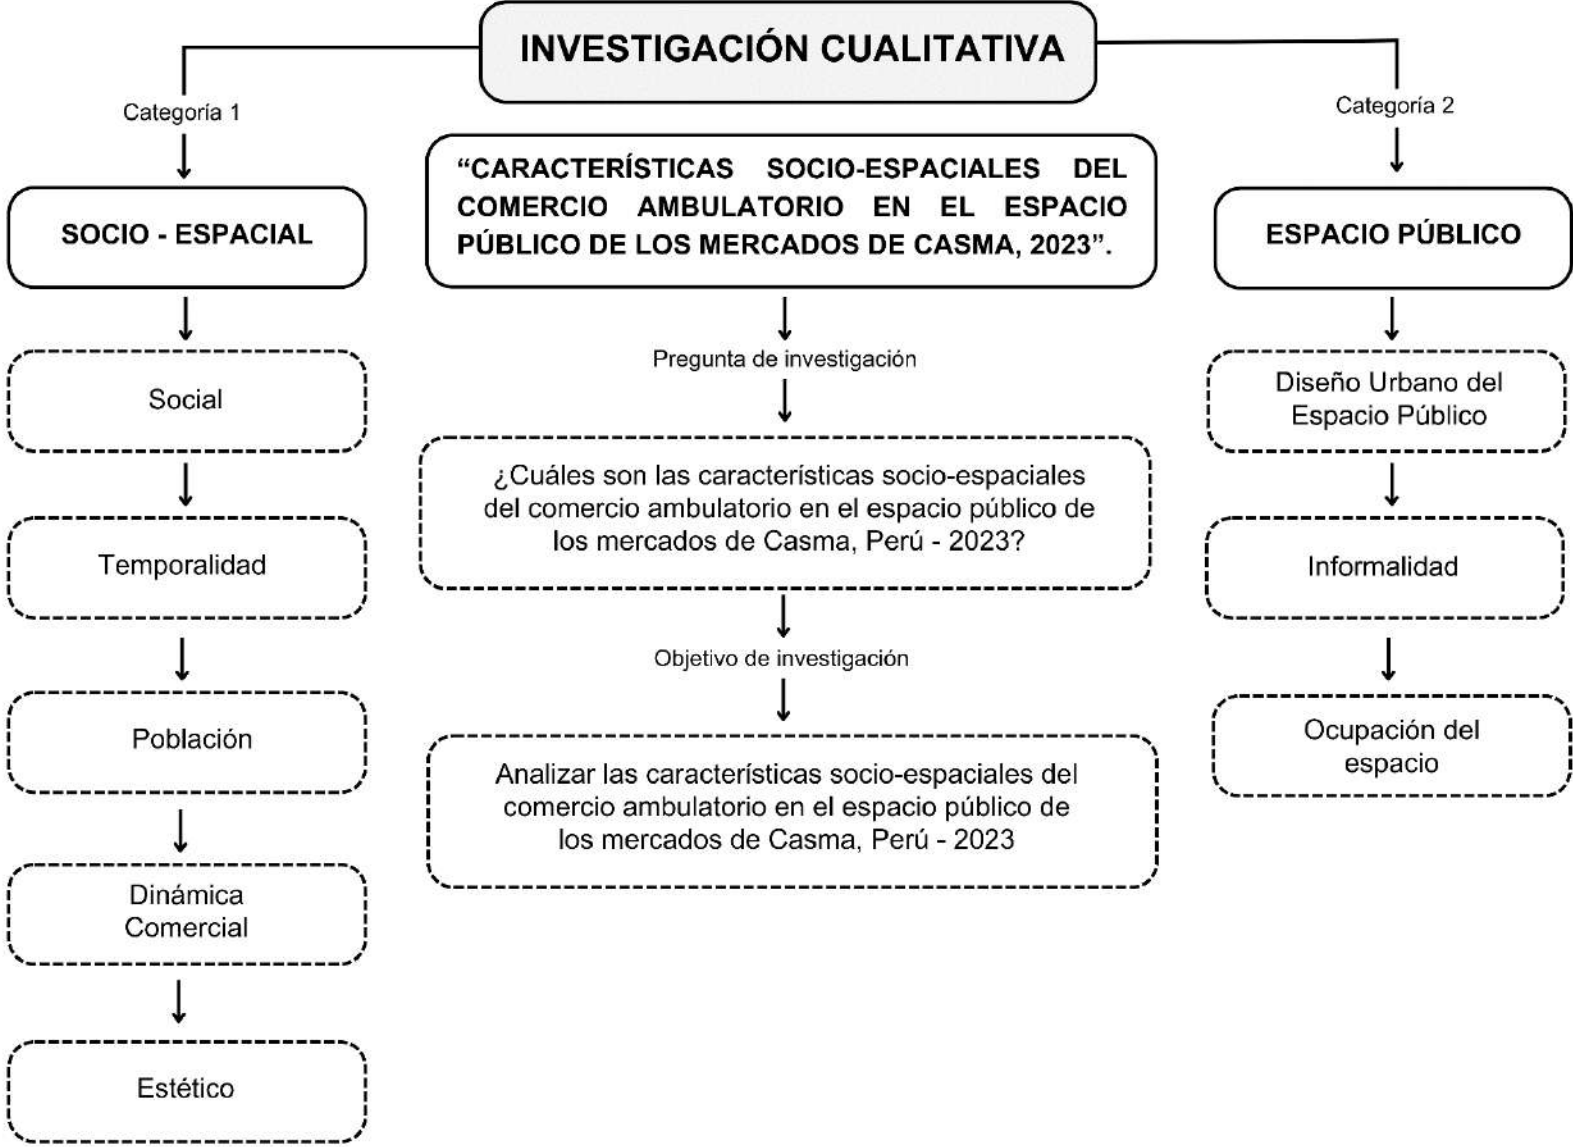 INVESTIGACIÓN CUALITATIVA
Categoría 1
SOCIO - ESPACIAL
Social
Temporalidad
Población
Dinámica
Comercial
Estético
“CARACTERÍSTICAS SOCIO-ESPACIALES DEL
COMERCIO AMBULATORIO EN EL ESPACIO
PÚBLICO DE LOS MERCADOS DE CASMA, 2023”.
Pregunta de investigación
¿Cuáles son las característícas socio-espaciales
del comercio ambulatorio en el espacio público de
los mercados de Casma, Perú - 2023?
Objetivo de investigación
Analizar las característícas socio-espaciales del
comercio ambulatorio en el espacio público de
los mercados de Casma, Perú - 2023
Categoría 2
ESPACIO PÚBLICO
Diseño Urbano del
Espacio Público
Informalidad
Ocupación del
espacio